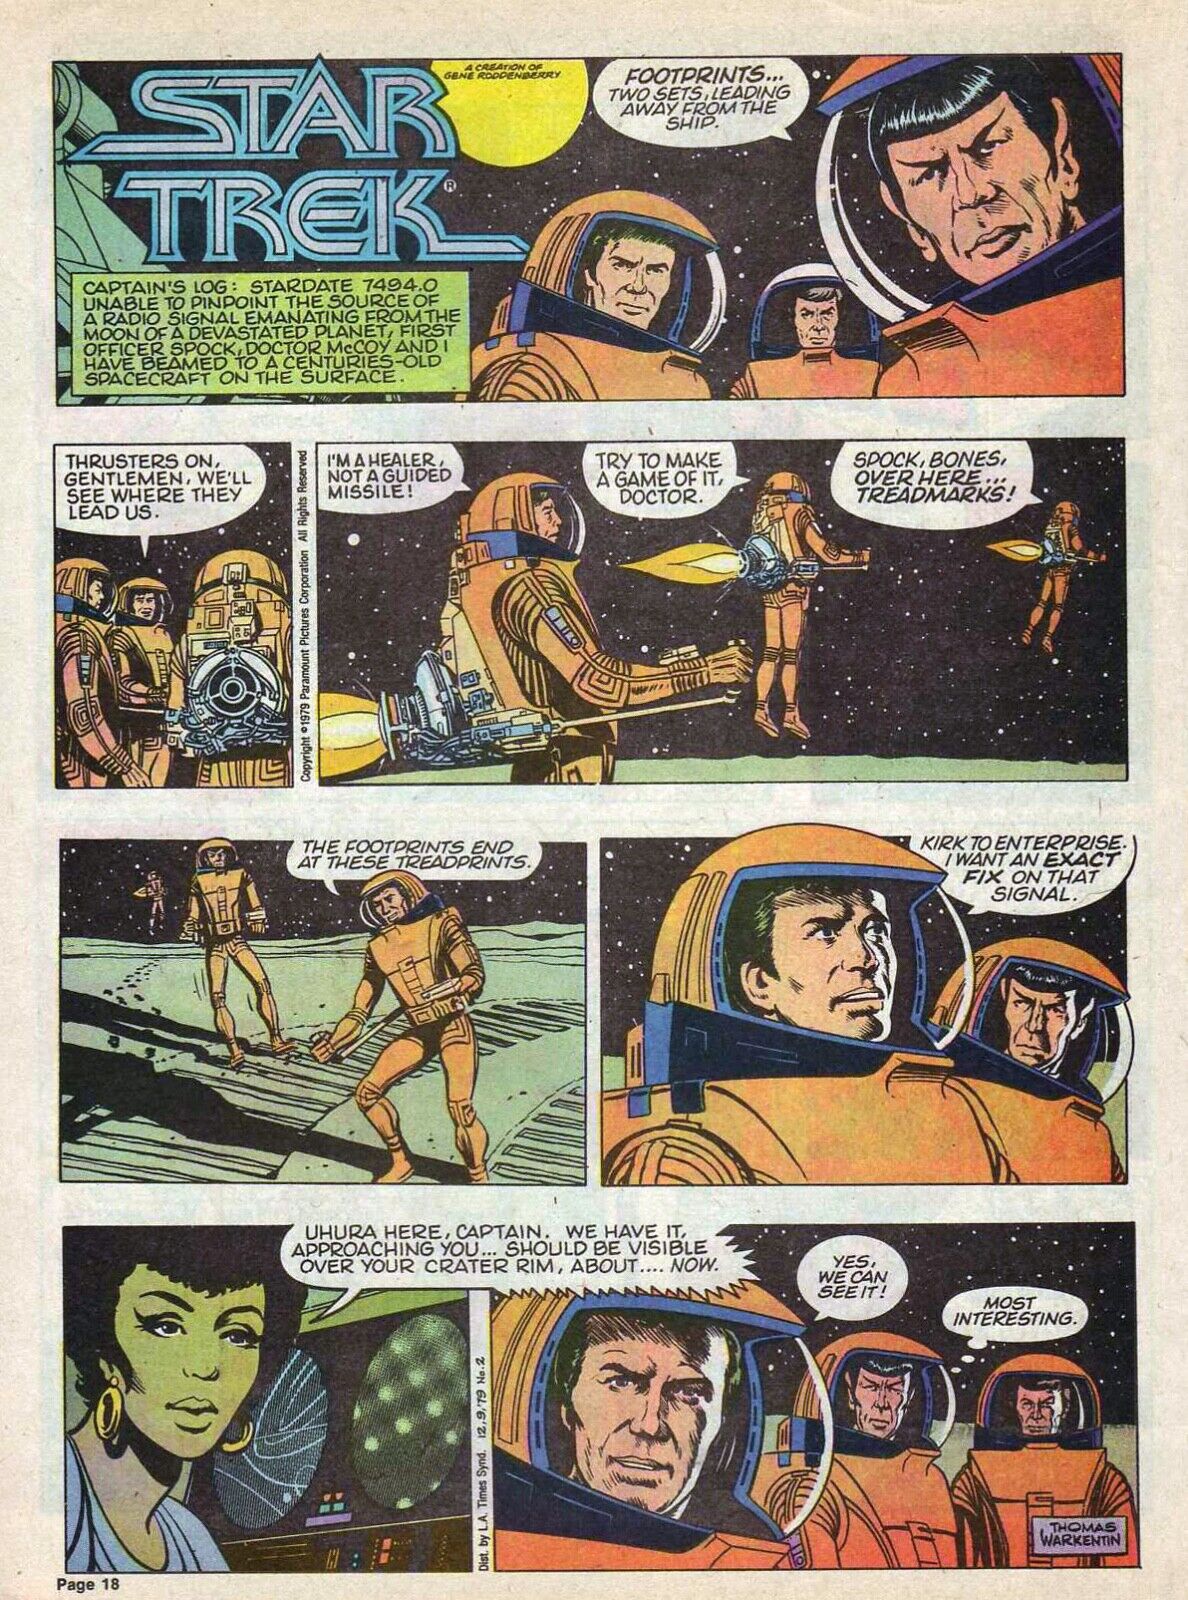 STAR
TREK®
A CREATION OF
GENE RODDENBERRY
FOOTPRINTS...
TWO SETS, LEADING
AWAY FROM THE
SHIP.
CAPTAIN'S LOG: STARDATE 7494.0
UNABLE TO PINPOINT THE SOURCE OF
A RADIO SIGNAL EMANATING FROM THE
MOON OF A DEVASTATED PLANET, FIRST
OFFICER SPOCK, DOCTOR McCOY AND I
HAVE BEAMED TO A CENTURIES-OLD
SPACECRAFT ON THE SURFACE.
THRUSTERS ON,
GENTLEMEN, WE'LL
SEE WHERE THEY
LEAD US.
Copyright ©1979 Paramount Pictures Corporation All Rights Reserved
I'M A HEALER,
NOT A GUIDED
MISSILE!
TRY TO MAKE
A GAME OF IT,
DOCTOR.
SPOCK, BONES,
OVER HERE...
TREADMARKS!
THE FOOTPRINTS END
AT THESE TREADPRINTS.
KIRK TO ENTERPRISE.
I WANT AN EXACT
FIX ON THAT
SIGNAL.
UHURA HERE, CAPTAIN. WE HAVE IT,
APPROACHING YOU... SHOULD BE VISIBLE
OVER YOUR CRATER RIM, ABOUT.... NOW.
Dist. by L.A. Times Synd. 12,9,'79 No.2
YES,
WE CAN
SEE IT!
MOST
INTERESTING.
THOMAS
WARKENTIN
Page 18